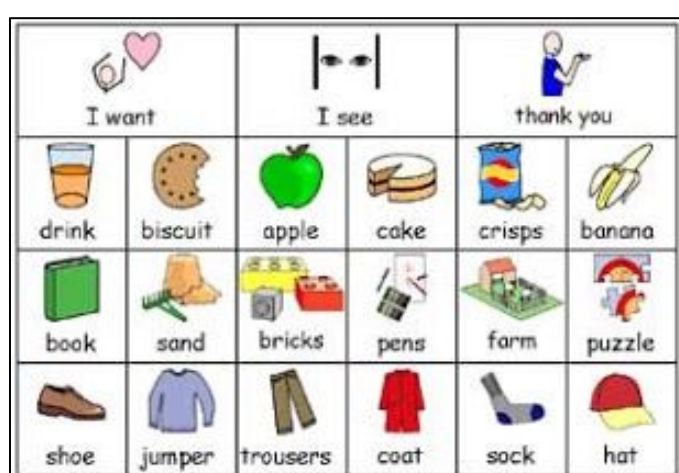 I want I see thank you
drink biscuit apple cake crisps banana
book sand bricks pens farm puzzle
shoe jumper trousers coat sock hat